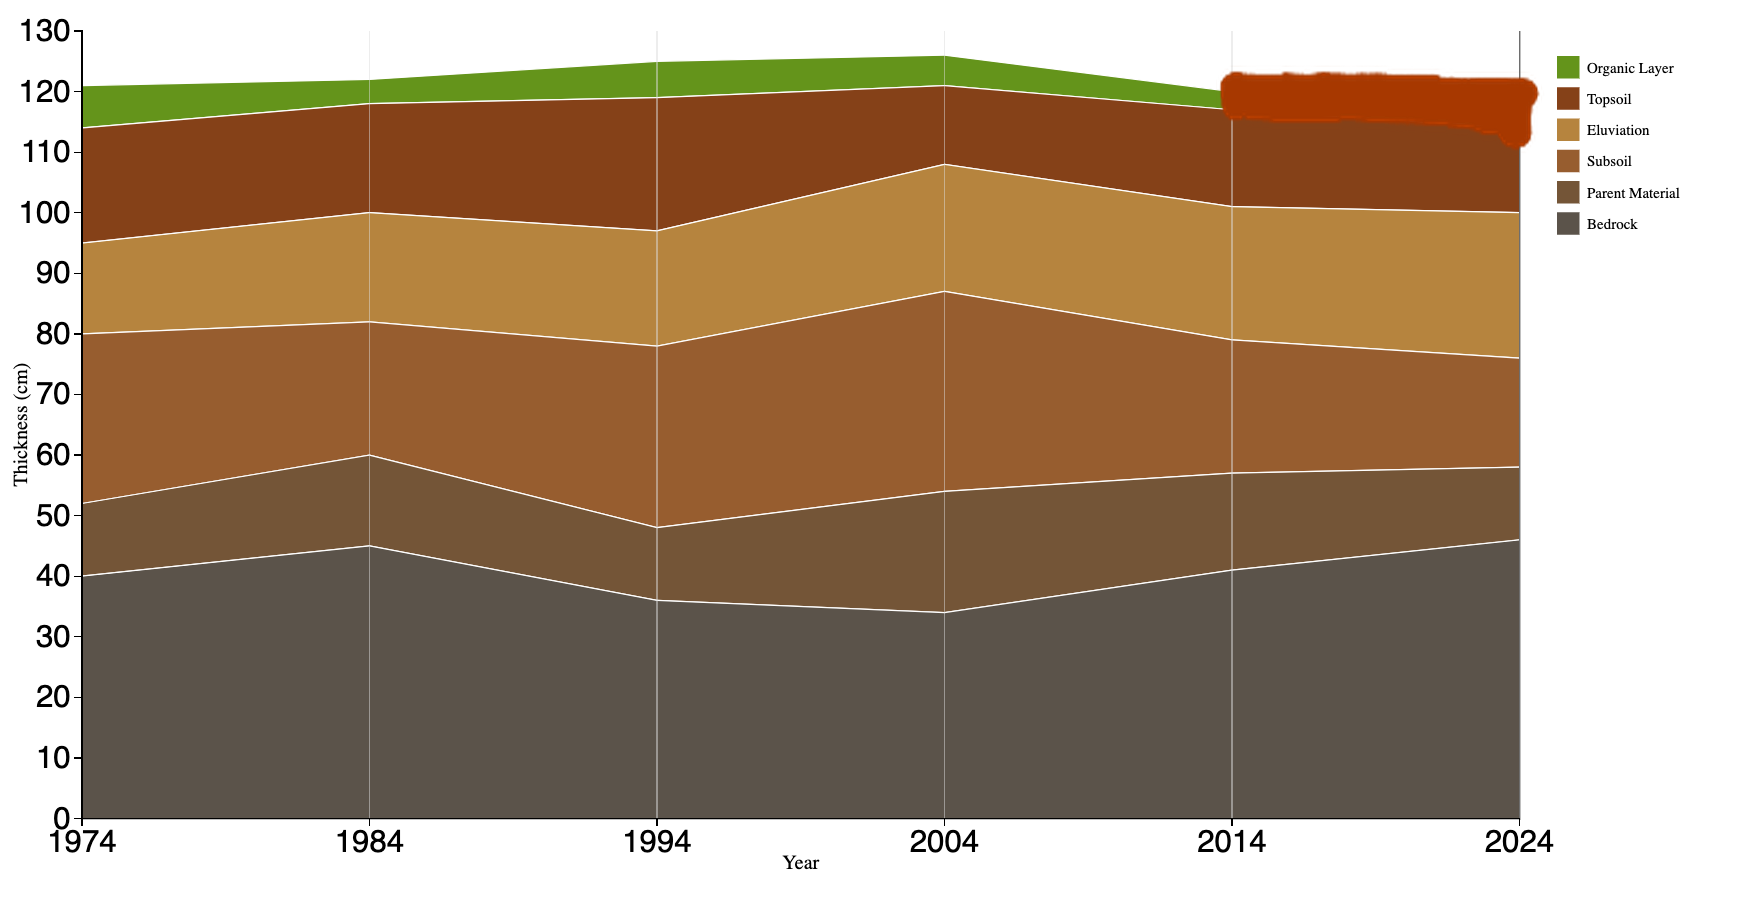 130
120
110
100
90
80
70
60
50
40
30
20
10
0
Thickness (cm)
1974 1984 1994 2004 2014 2024
Year
Organic Layer
Topsoil
Eluviation
Subsoil
Parent Material
Bedrock